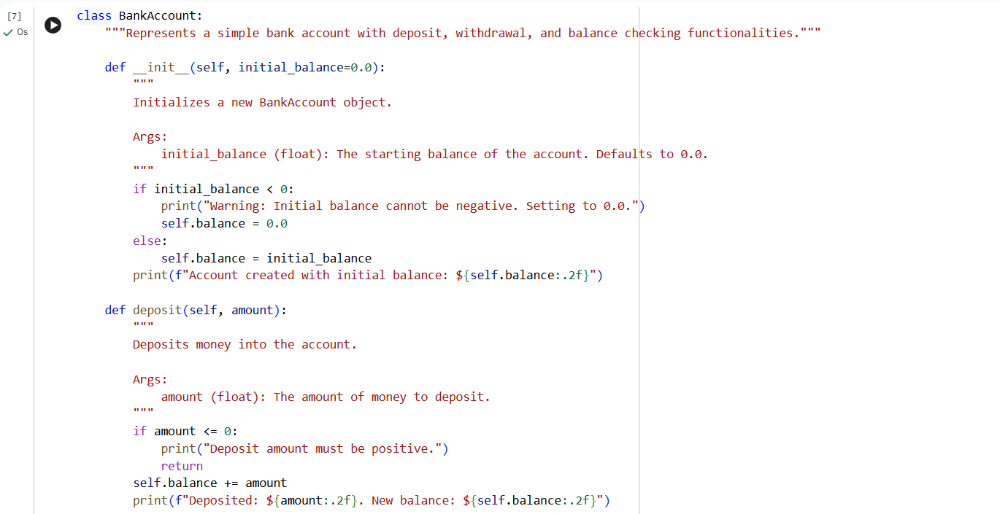 [7]
0s
class BankAccount:
    """Represents a simple bank account with deposit, withdrawal, and balance checking functionalities."""

    def __init__(self, initial_balance=0.0):
        """
        Initializes a new BankAccount object.

        Args:
            initial_balance (float): The starting balance of the account. Defaults to 0.0.
        """
        if initial_balance < 0:
            print("Warning: Initial balance cannot be negative. Setting to 0.0.")
            self.balance = 0.0
        else:
            self.balance = initial_balance
        print(f"Account created with initial balance: ${self.balance:.2f}")

    def deposit(self, amount):
        """
        Deposits money into the account.

        Args:
            amount (float): The amount of money to deposit.
        """
        if amount <= 0:
            print("Deposit amount must be positive.")
            return
        self.balance += amount
        print(f"Deposited: ${amount:.2f}. New balance: ${self.balance:.2f}")